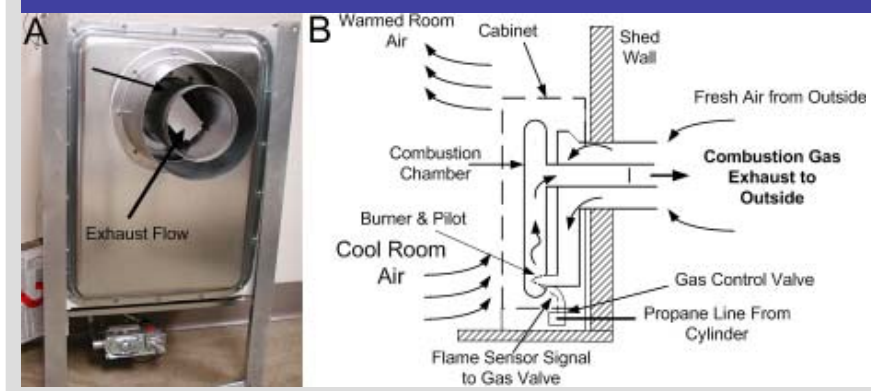 A
Exhaust Flow
B
Warmed Room
Air
Cabinet
Shed
Wall
Fresh Air from Outside
Combustion
Chamber
Combustion Gas
Exhaust to
Outside
Burner & Pilot
Cool Room
Air
Gas Control Valve
Propane Line From
Cylinder
Flame Sensor Signal
to Gas Valve